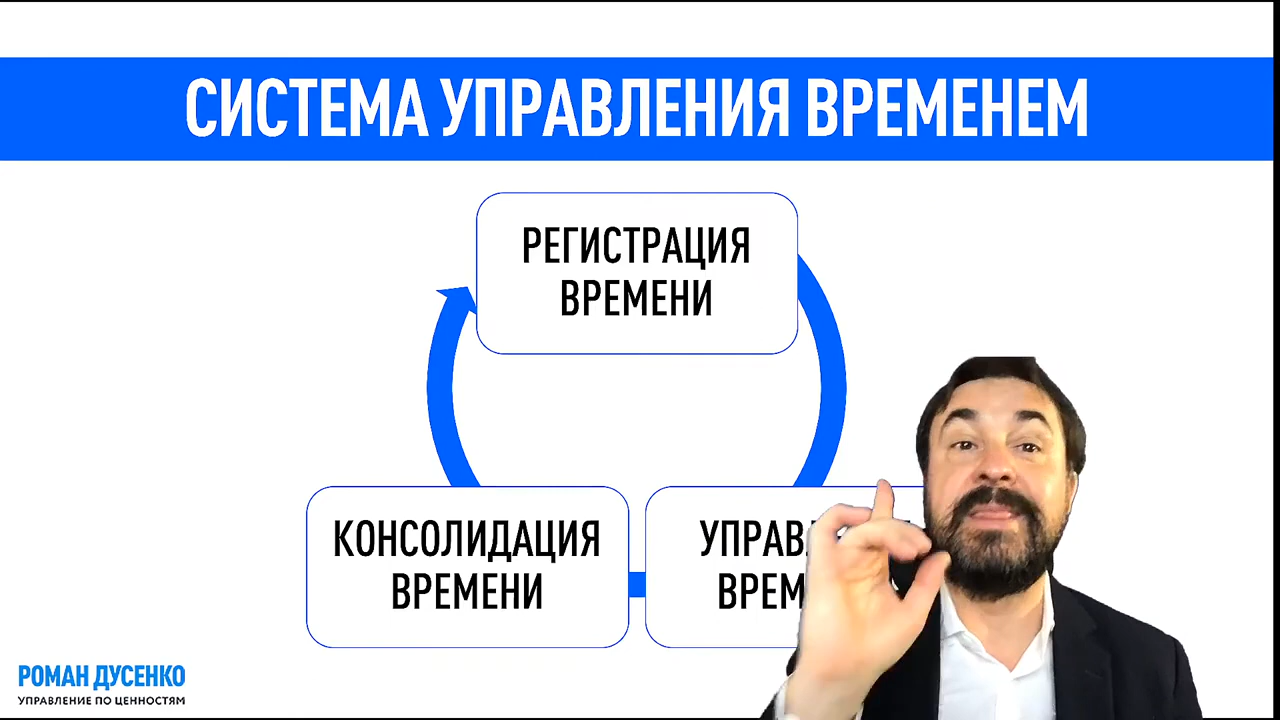 СИСТЕМА УПРАВЛЕНИЯ ВРЕМЕНЕМ
РЕГИСТРАЦИЯ
ВРЕМЕНИ
КОНСОЛИДАЦИЯ
ВРЕМЕНИ
РОМАН ДУСЕНКО
УПРАВЛЕНИЕ ПО ЦЕННОСТЯМ